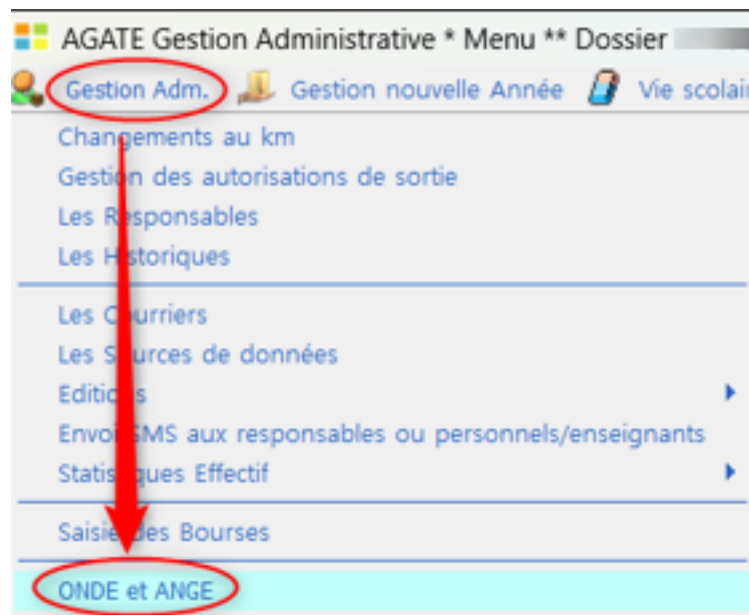 AGATE Gestion Administrative * Menu ** Dossier
Gestion Adm. Gestion nouvelle Année Vie scolai
Changements au km
Gestion des autorisations de sortie
Les Responsables
Les Historiques
Les Courriers
Les Sources de données
Editions
Envoi SMS aux responsables ou personnels/enseignants
Statistiques Effectif
Saisie des Bourses
ONDE et ANGE